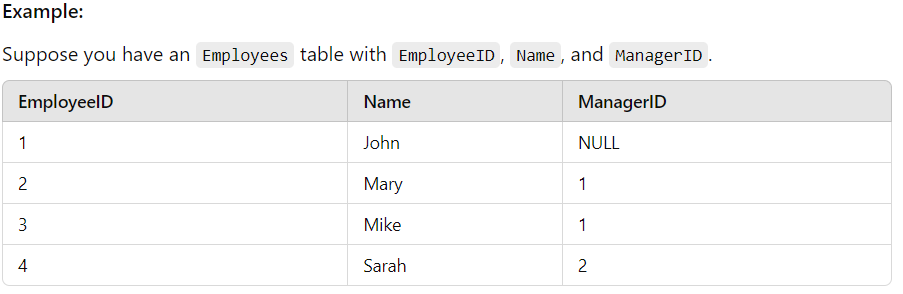 Example:
Suppose you have an Employees table with EmployeeID, Name, and ManagerID.
EmployeeID Name ManagerID
1 John NULL
2 Mary 1
3 Mike 1
4 Sarah 2